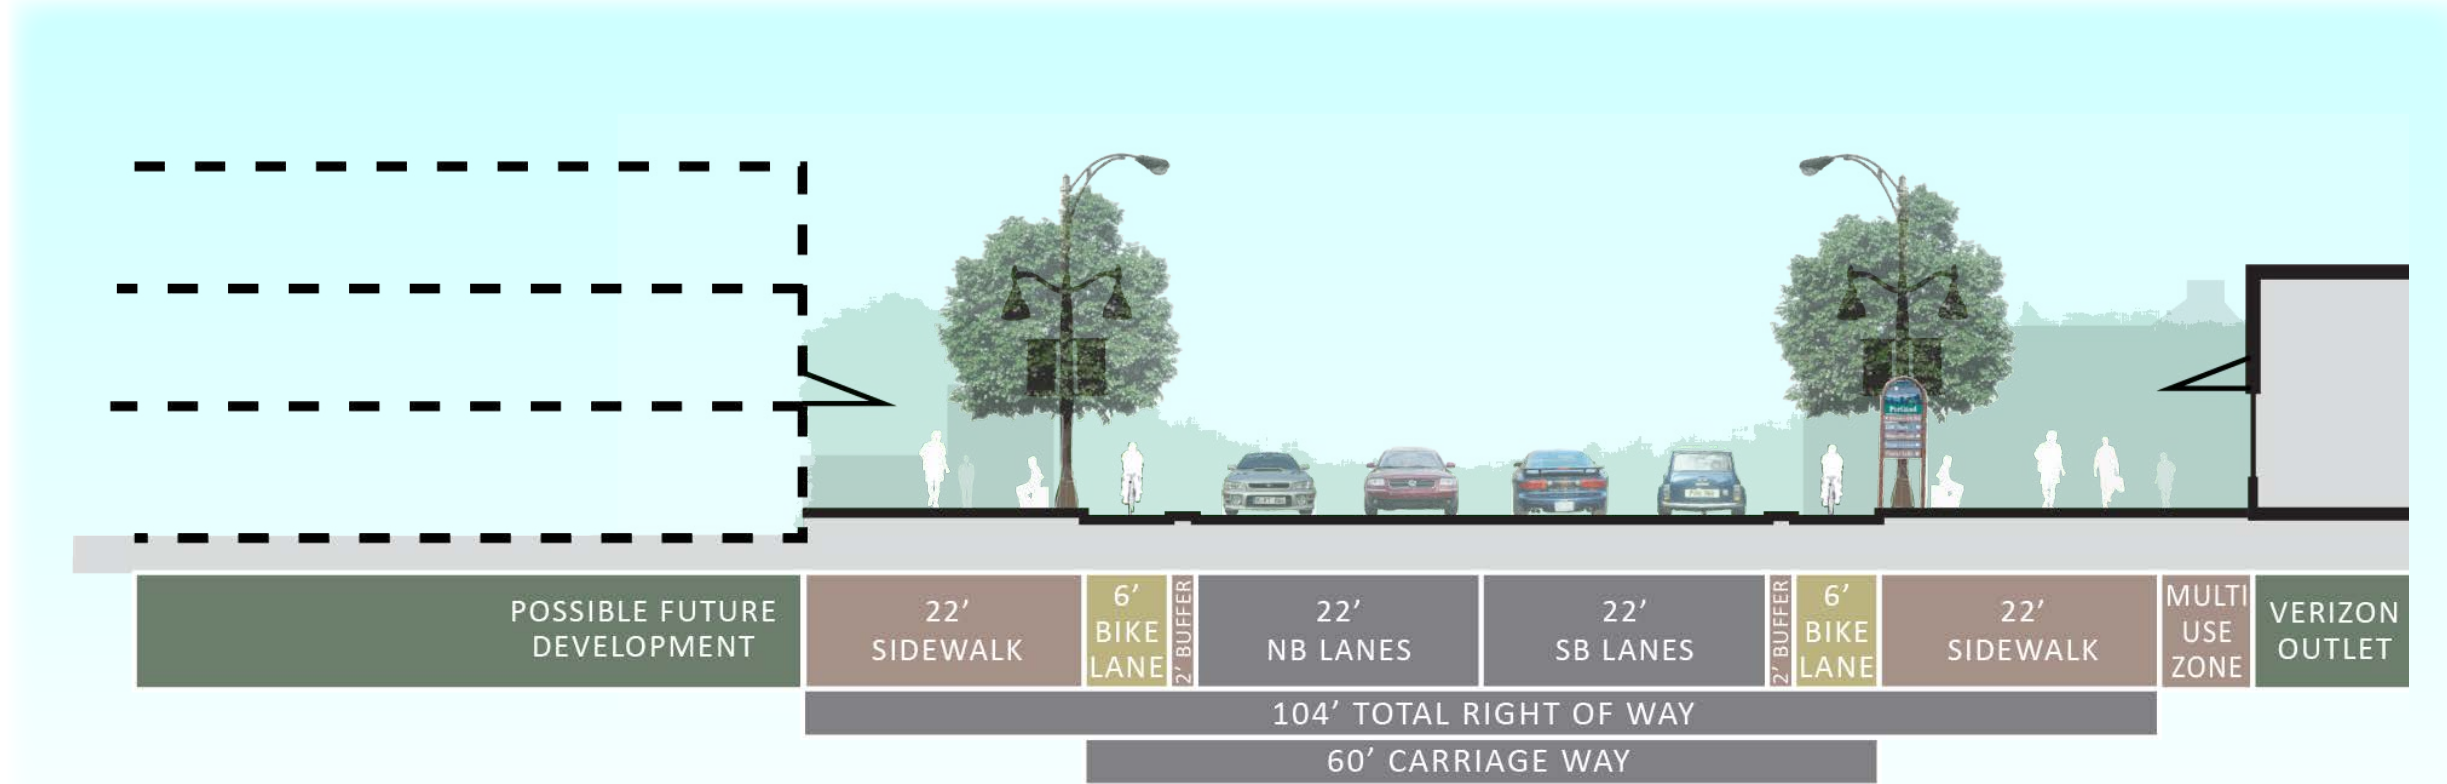 POSSIBLE FUTURE
DEVELOPMENT
22’
SIDEWALK
6’
BIKE
LANE
2’ BUFFER
22’
NB LANES
22’
SB LANES
2’ BUFFER
6’
BIKE
LANE
22’
SIDEWALK
MULTI
USE
ZONE
VERIZON
OUTLET
104’ TOTAL RIGHT OF WAY
60’ CARRIAGE WAY
Portland